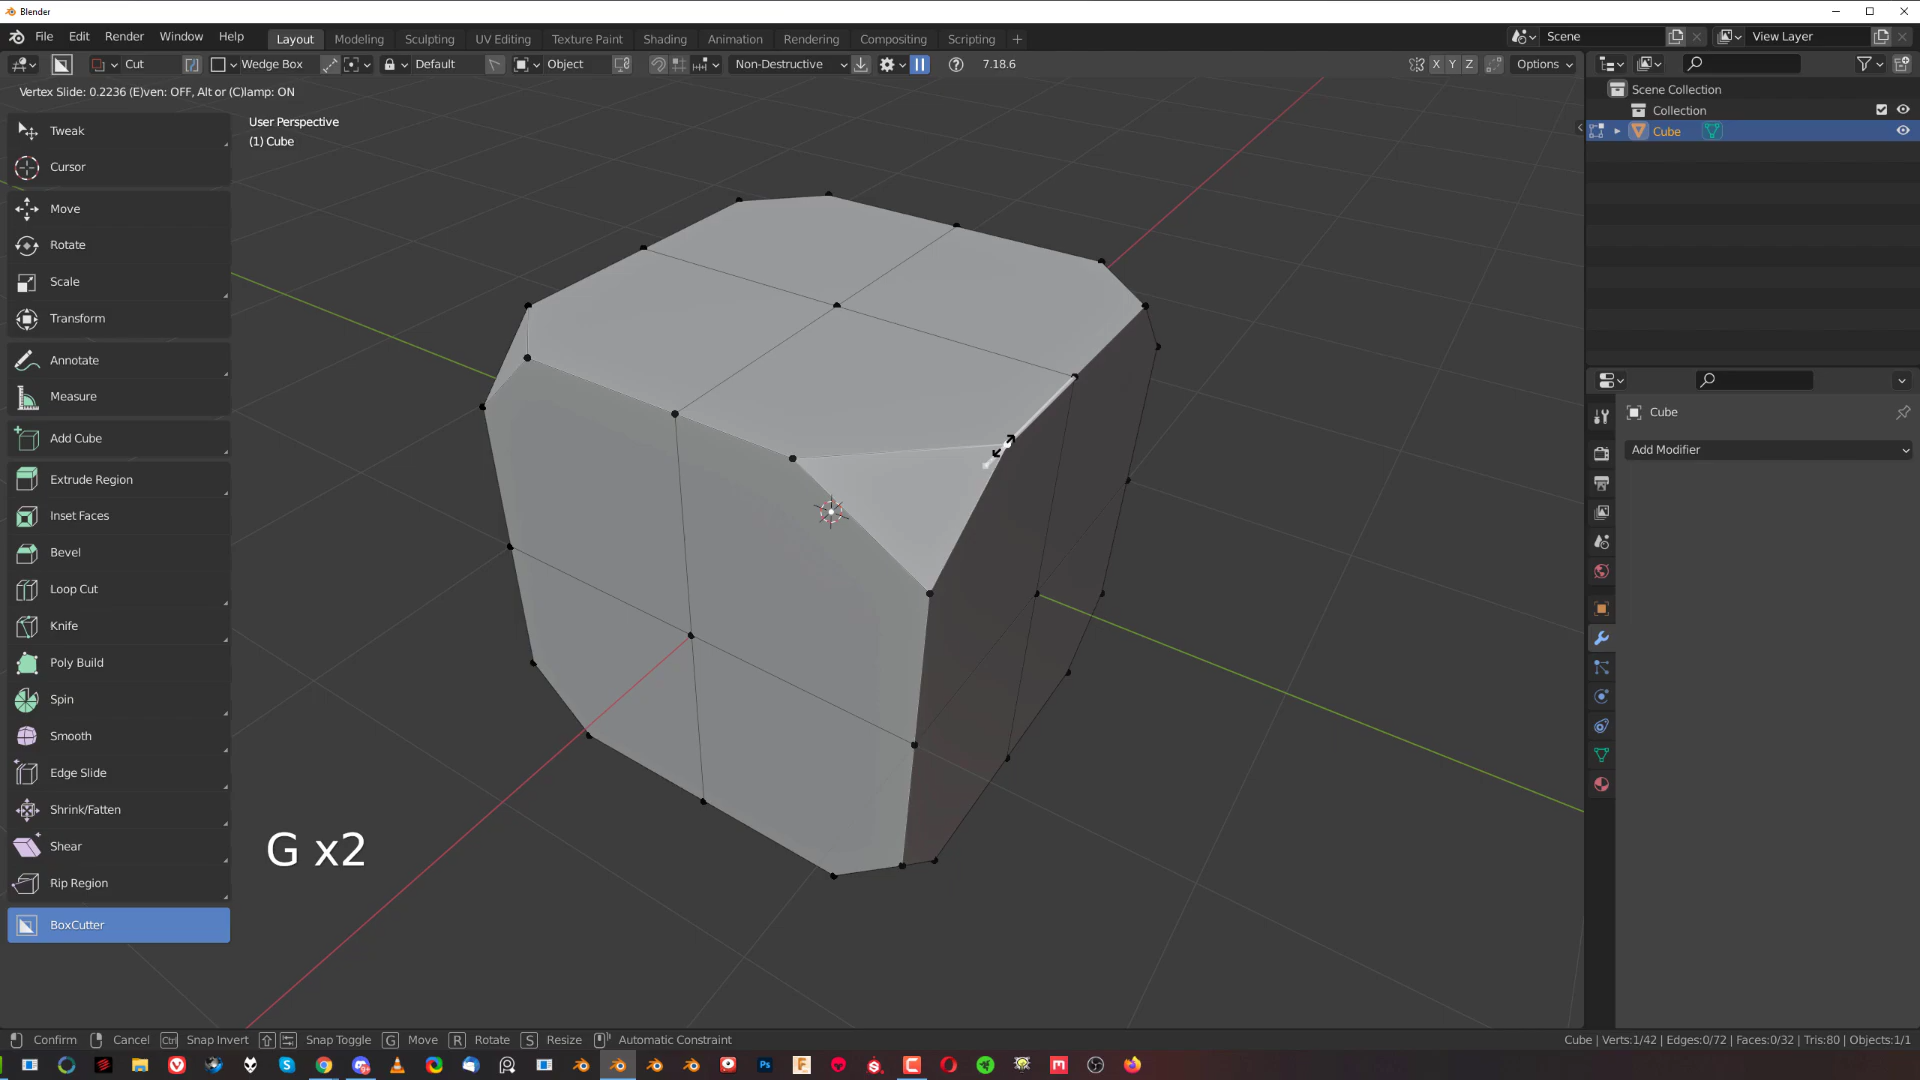 Blender
File Edit Render Window Help Layout Modeling Sculpting UV Editing Texture Paint Shading Animation Rendering Compositing Scripting + Scene View Layer
Cut Wedge Box Default Object Non-Destructive 7.18.6 X Y Z Options
Vertex Slide: 0.2236 (E)ven: OFF, Alt or (C)lamp: ON
User Perspective
(1) Cube
Tweak
Cursor
Move
Rotate
Scale
Transform
Annotate
Measure
Add Cube
Extrude Region
Inset Faces
Bevel
Loop Cut
Knife
Poly Build
Spin
Smooth
Edge Slide
Shrink/Fatten
Shear
Rip Region
BoxCutter
G x2
Scene Collection
Collection
Cube
Cube
Add Modifier
Confirm Cancel Ctrl Snap Invert Snap Toggle G Move R Rotate S Resize Automatic Constraint
Cube | Verts:1/42 | Edges:0/72 | Faces:0/32 | Tris:80 | Objects:1/1